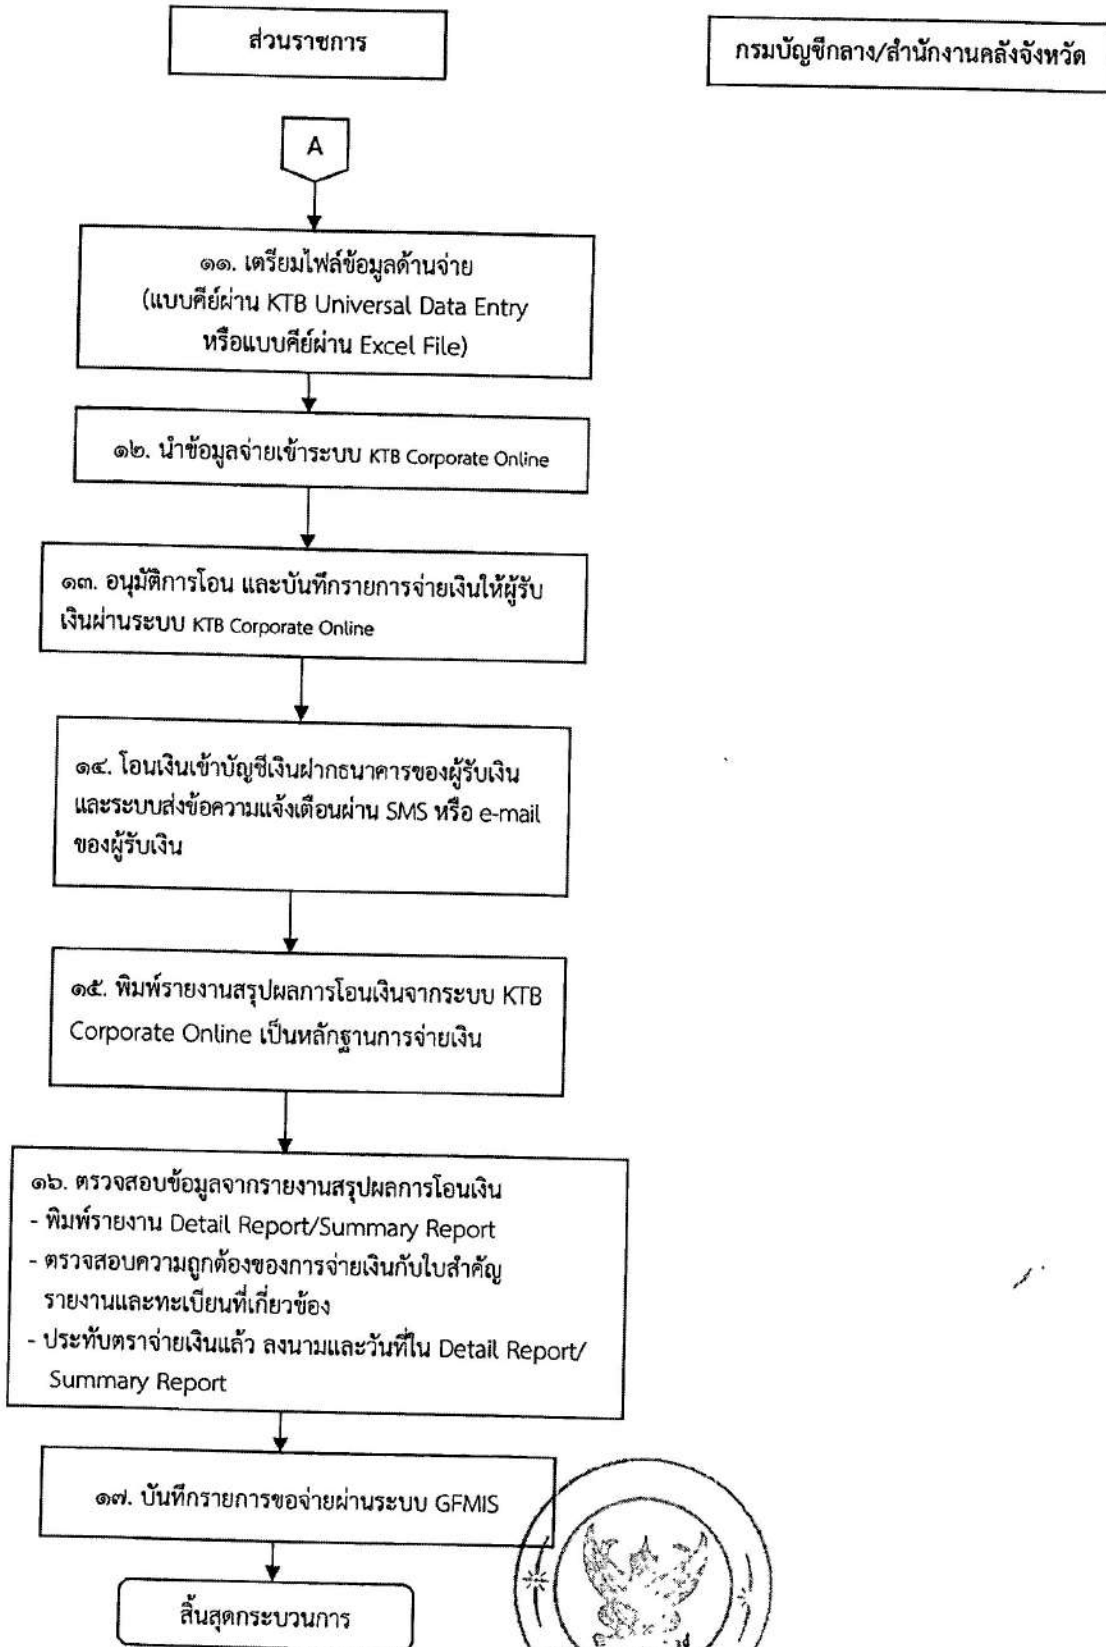 ส่วนราชการ
กรมบัญชีกลาง/สำนักงานคลังจังหวัด
A
๑๑. เตรียมไฟล์ข้อมูลด้านจ่าย
(แบบคีย์ผ่าน KTB Universal Data Entry
หรือแบบคีย์ผ่าน Excel File)
๑๒. นำข้อมูลจ่ายเข้าระบบ KTB Corporate Online
๑๓. อนุมัติการโอน และบันทึกรายการจ่ายเงินให้ผู้รับ
เงินผ่านระบบ KTB Corporate Online
๑๔. โอนเงินเข้าบัญชีเงินฝากธนาคารของผู้รับเงิน
และระบบส่งข้อความแจ้งเตือนผ่าน SMS หรือ e-mail
ของผู้รับเงิน
๑๕. พิมพ์รายงานสรุปผลการโอนเงินจากระบบ KTB
Corporate Online เป็นหลักฐานการจ่ายเงิน
๑๖. ตรวจสอบข้อมูลจากรายงานสรุปผลการโอนเงิน
- พิมพ์รายงาน Detail Report/Summary Report
- ตรวจสอบความถูกต้องของการจ่ายเงินกับใบสำคัญ
รายงานและทะเบียนที่เกี่ยวข้อง
- ประทับตราจ่ายเงินแล้ว ลงนามและวันที่ใน Detail Report/
Summary Report
๑๗. บันทึกรายการขอจ่ายผ่านระบบ GFMIS
สิ้นสุดกระบวนการ